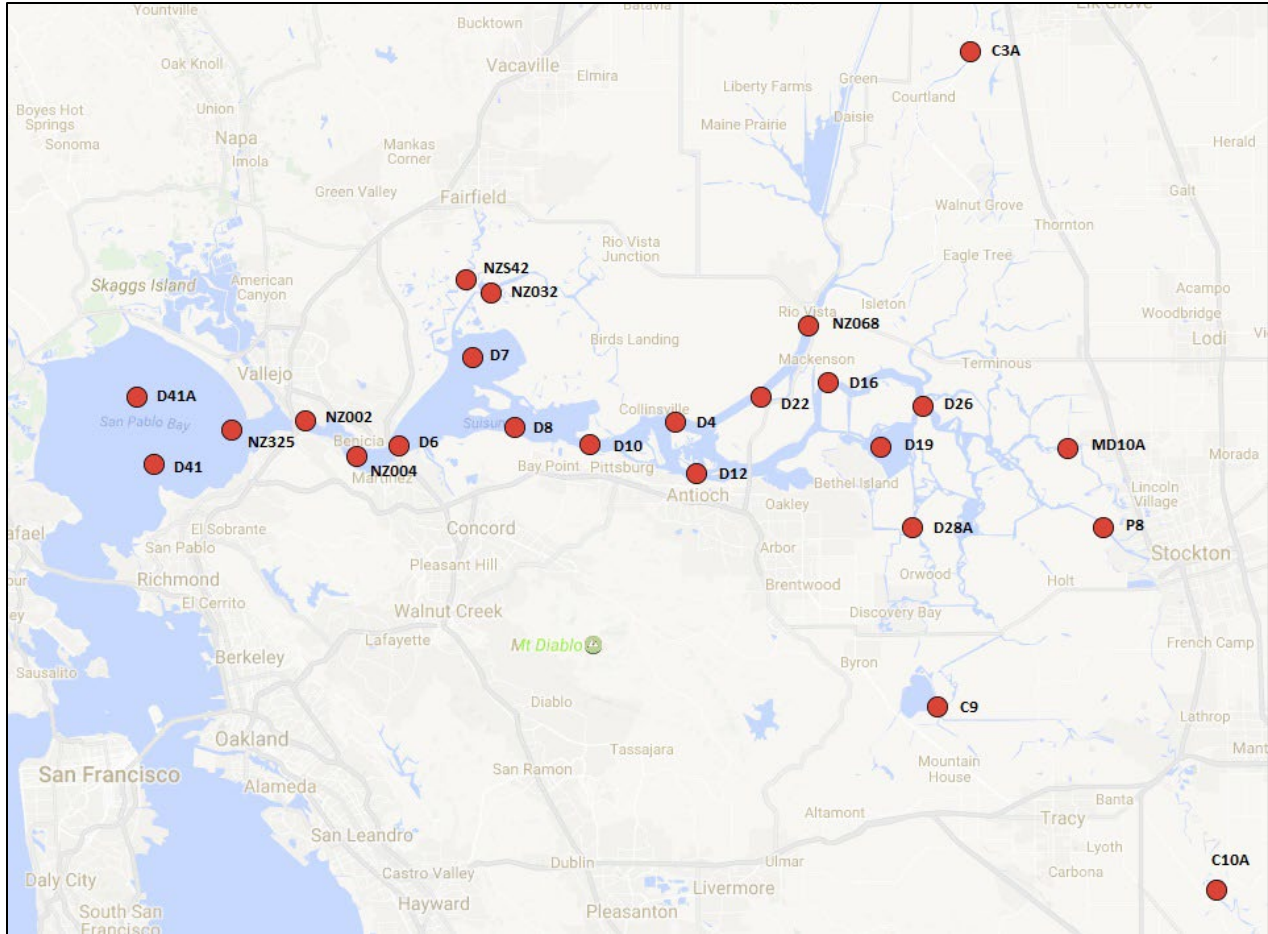 Yountville
Batavia
Elk Grove
Bucktown
Oak Knoll
Vacaville
Elmira
C3A
Liberty Farms
Green
Courtland
Boyes Hot
Springs
Union
Maine Prairie
Daisie
Sonoma
Napa
Imola
Mankas
Corner
Herald
Green Valley
Fairfield
Galt
Walnut Grove
Thornton
Rio Vista
Junction
Eagle Tree
NZS42
NZ032
Skaggs Island
American
Canyon
Acampo
Woodbridge
Isleton
Rio Vista
NZ068
Birds Landing
Lodi
D7
Mackenson
Terminous
Vallejo
D16
D41A
D22
D26
Collinsville
San Pablo Bay
NZ002
NZ325
Suisun
D8
D4
Benicia
D6
D10
D19
MD10A
Morada
D41
NZ004
Martinez
Bay Point
Pittsburg
D12
Bethel Island
Lincoln
Village
Antioch
Oakley
El Sobrante
Concord
D28A
P8
San Pablo
Arbor
Stockton
Richmond
Pleasant Hill
Brentwood
Orwood
Holt
El Cerrito
Walnut Creek
Discovery Bay
Lafayette
Mt Diablo
French Camp
Berkeley
Byron
Sausalito
Diablo
C9
Lathrop
Oakland
Tassajara
San Francisco
San Ramon
Mountain
House
Alameda
Banta
Altamont
Tracy
San Leandro
Lyoth
Dublin
Ulmar
C10A
Castro Valley
Carbona
Daly City
Livermore
Hayward
Pleasanton
South San
Francisco